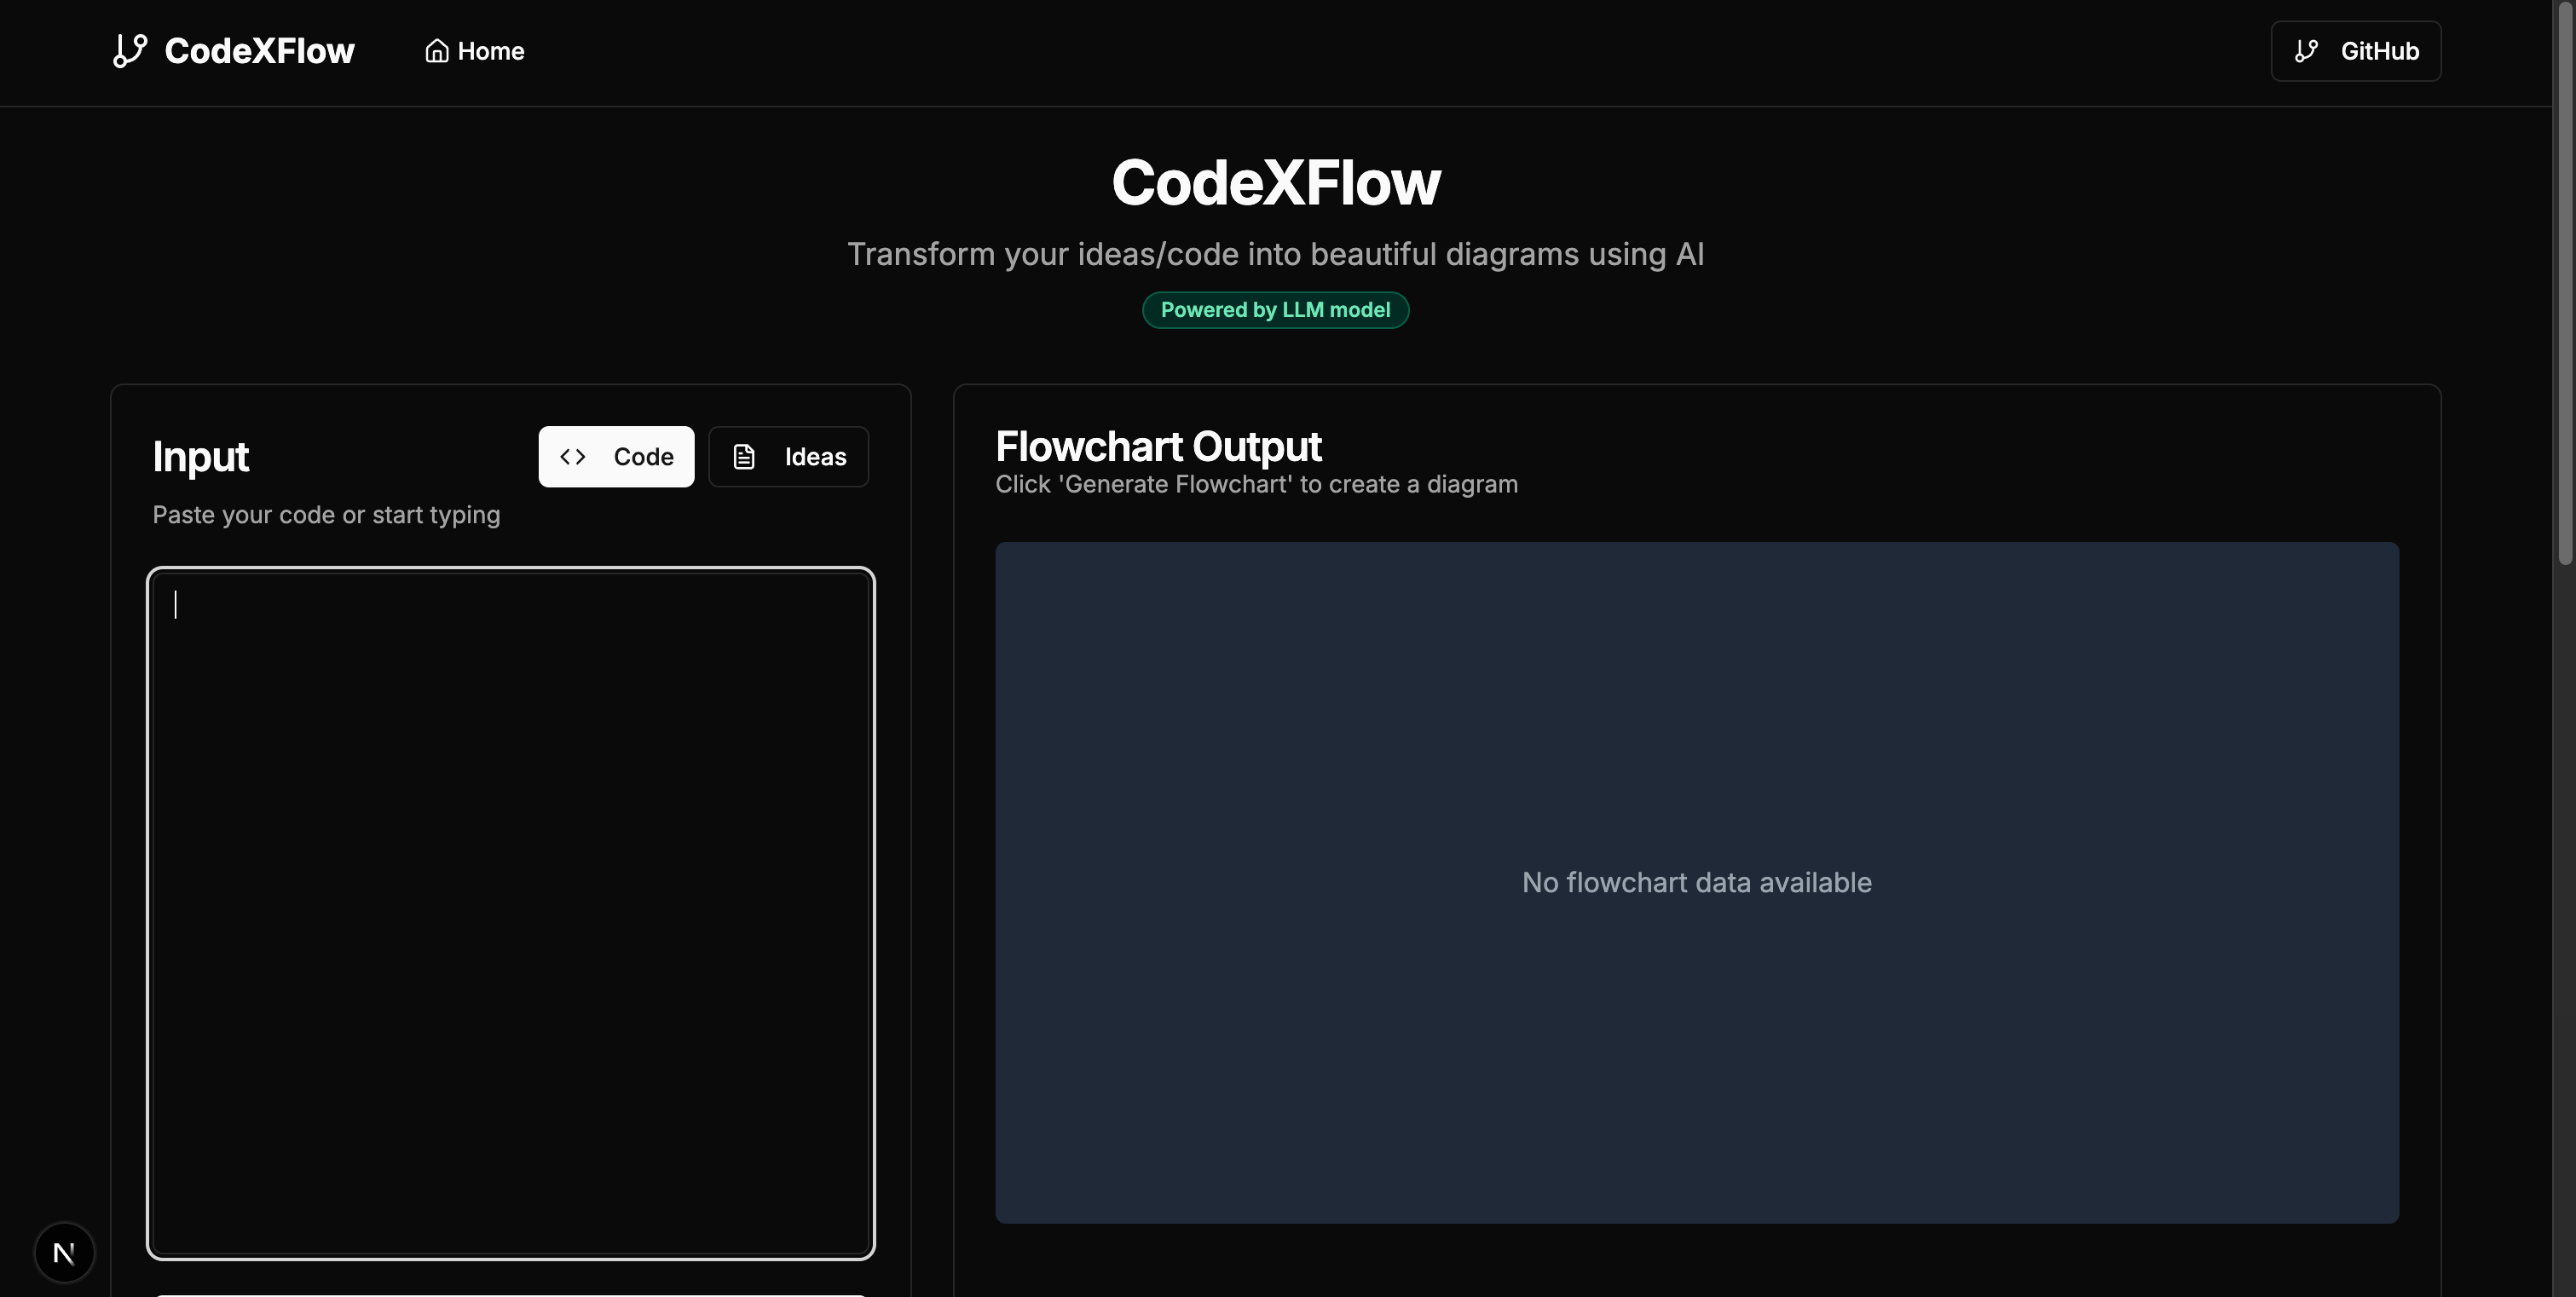 CodeXFlow
Home
GitHub
CodeXFlow
Transform your ideas/code into beautiful diagrams using AI
Powered by LLM model
Input
Code
Ideas
Paste your code or start typing
Flowchart Output
Click 'Generate Flowchart' to create a diagram
No flowchart data available
N